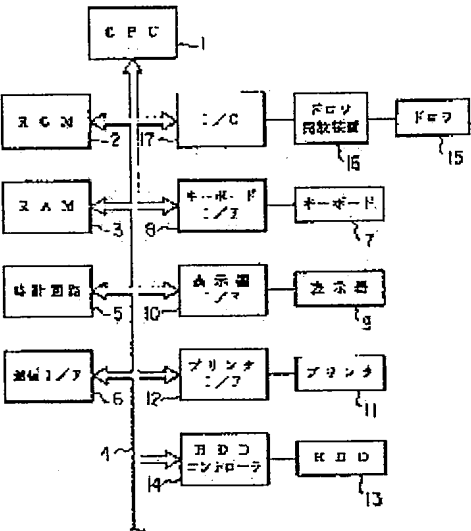 CPU
1
ROM
2
17
I/O
ドロワ
開放装置
16
ドロワ
15
RAM
3
8
キーボード
I/F
キーボード
7
時計回路
5
10
表示器
I/F
表示器
9
通信I/F
6
12
プリンタ
I/F
プリンタ
11
4
14
HDD
コントローラ
HDD
13